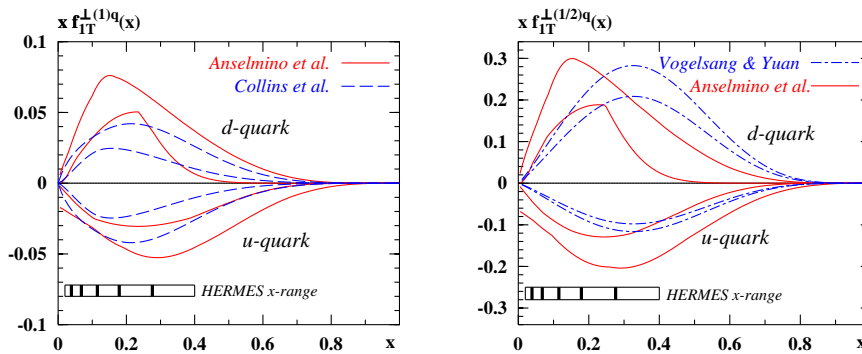 x f₁T^⊥(1)q(x)
0.1
0.05
0
-0.05
-0.1
Anselmino et al.
Collins et al.
d-quark
u-quark
HERMES x-range
0 0.2 0.4 0.6 0.8 x
x f₁T^⊥(1/2)q(x)
0.3
0.2
0.1
0
-0.1
-0.2
-0.3
Vogelsang & Yuan
Anselmino et al.
d-quark
u-quark
HERMES x-range
0 0.2 0.4 0.6 0.8 x